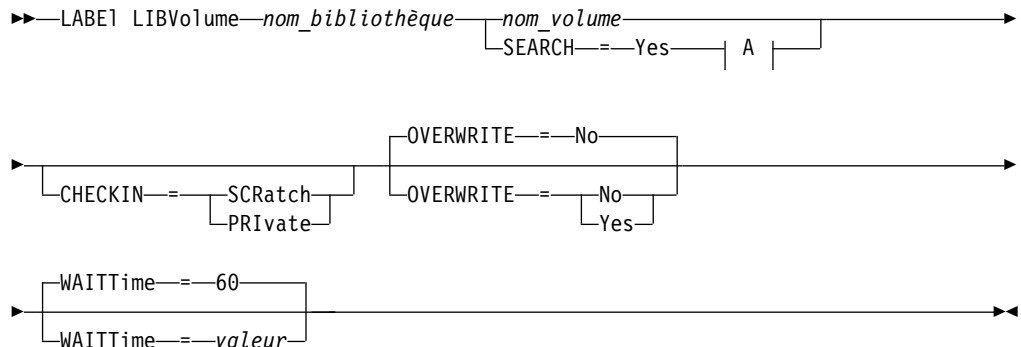 LABEl LIBVolume nom_bibliothèque nom_volume
SEARCH = Yes A
OVERWRITE = No
CHECKIN = SCRatch OVERWRITE = No
PRIvate Yes
WAITTime = 60
WAITTime = valeur